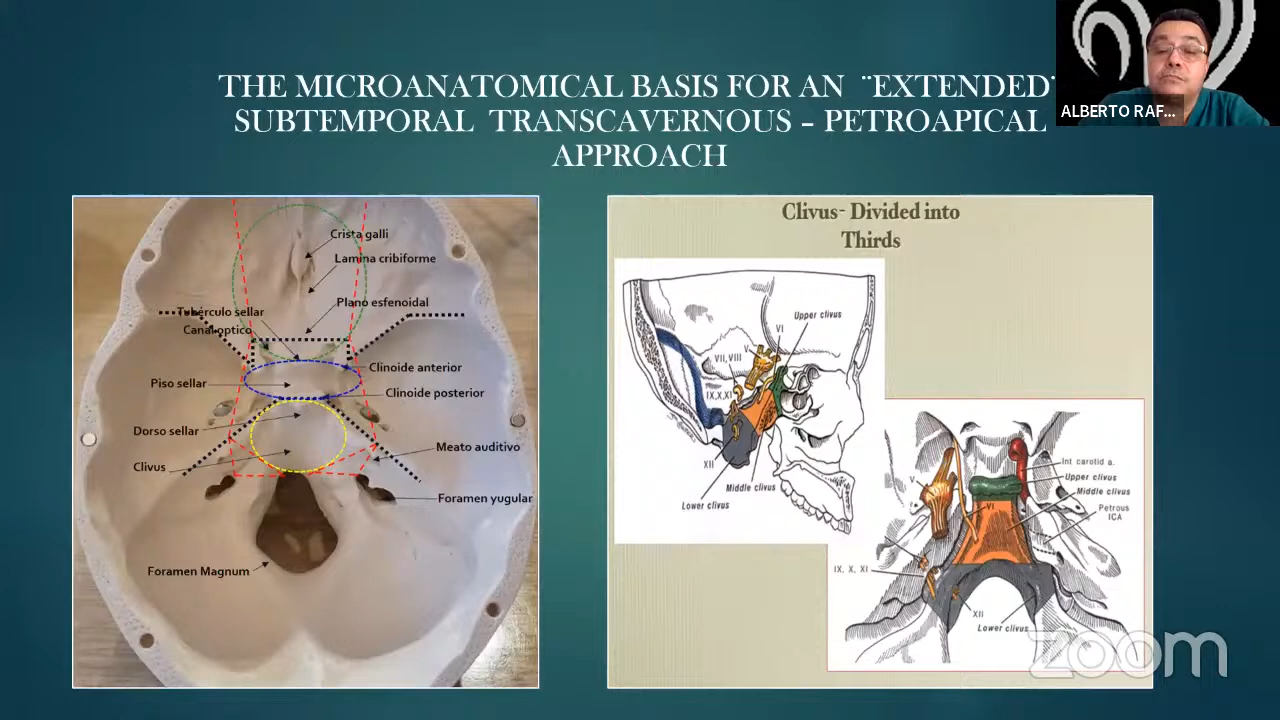 THE MICROANATOMICAL BASIS FOR AN ¨EXTENDED¨
SUBTEMPORAL TRANSCAVERNOUS – PETROAPICAL
APPROACH
ALBERTO RAF...
Crista galli
Lamina cribiforme
Plano esfenoidal
Tubérculo sellar
Canal optico
Clinoide anterior
Piso sellar
Clinoide posterior
Dorso sellar
Meato auditivo
Clivus
Foramen yugular
Foramen Magnum
Clivus- Divided into
Thirds
Upper clivus
VI
V
VII, VIII
IX,X,XI
XII
Middle clivus
Lower clivus
Int carotid a.
Upper clivus
Middle clivus
Petrous
ICA
V
VI
IX, X, XI
XII
Lower clivus
zoom